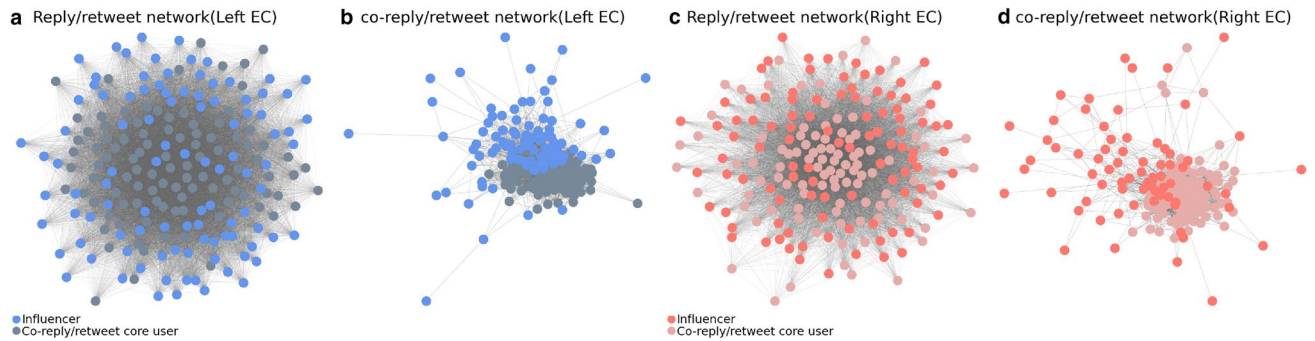 a Reply/retweet network(Left EC)
b co-reply/retweet network(Left EC)
c Reply/retweet network(Right EC)
d co-reply/retweet network(Right EC)
Influencer
Co-reply/retweet core user
Influencer
Co-reply/retweet core user